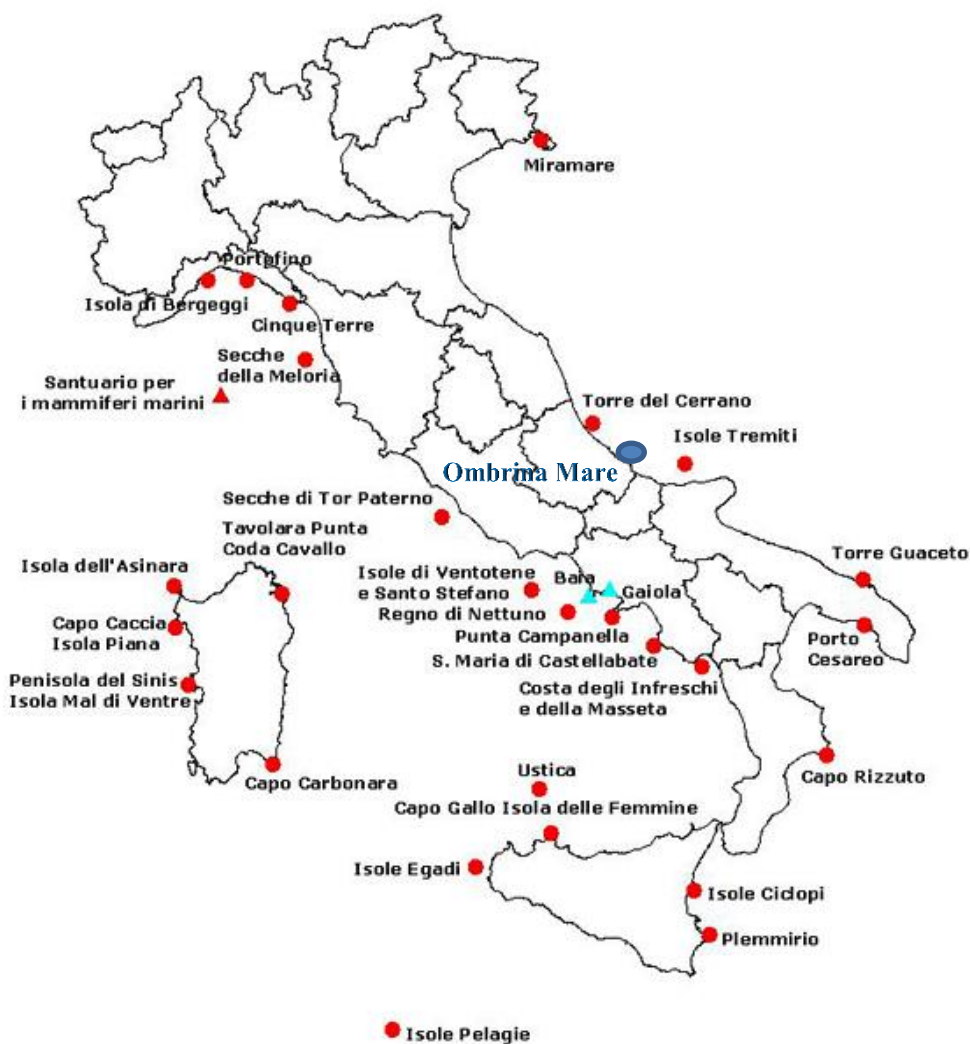 Miramare
Portofino
Isola di Bergeggi
Cinque Terre
Secche
della Meloria
Santuario per
i mammiferi marini
Torre del Cerrano
Isole Tremiti
Ombrina Mare
Secche di Tor Paterno
Tavolara Punta
Coda Cavallo
Isola dell'Asinara
Isole di Ventotene
e Santo Stefano
Baia
Gaiola
Torre Guaceto
Regno di Nettuno
Capo Caccia
Isola Piana
Punta Campanella
Porto
Cesareo
S. Maria di Castellabate
Penisola del Sinis
Isola Mal di Ventre
Costa degli Infreschi
e della Masseta
Capo Carbonara
Capo Rizzuto
Ustica
Capo Gallo Isola delle Femmine
Isole Egadi
Isole Ciclopi
Plemmirio
Isole Pelagie